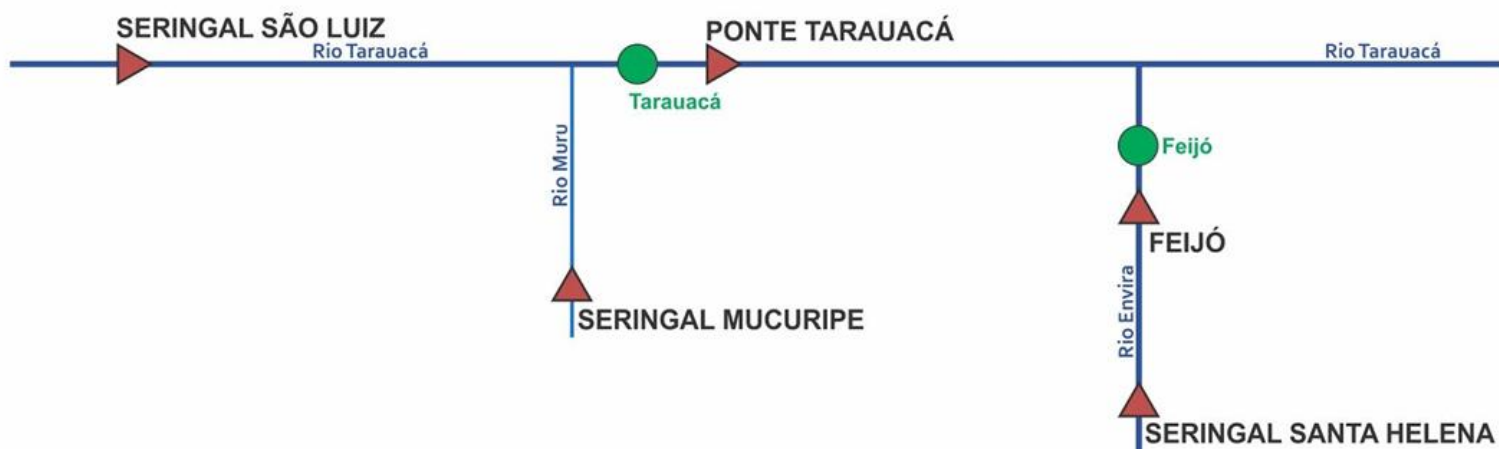 SERINGAL SÃO LUIZ
PONTE TARAUACÁ
Rio Tarauacá
Rio Tarauacá
Tarauacá
Rio Muru
Feijó
FEIJÓ
SERINGAL MUCURIPE
Rio Envira
SERINGAL SANTA HELENA